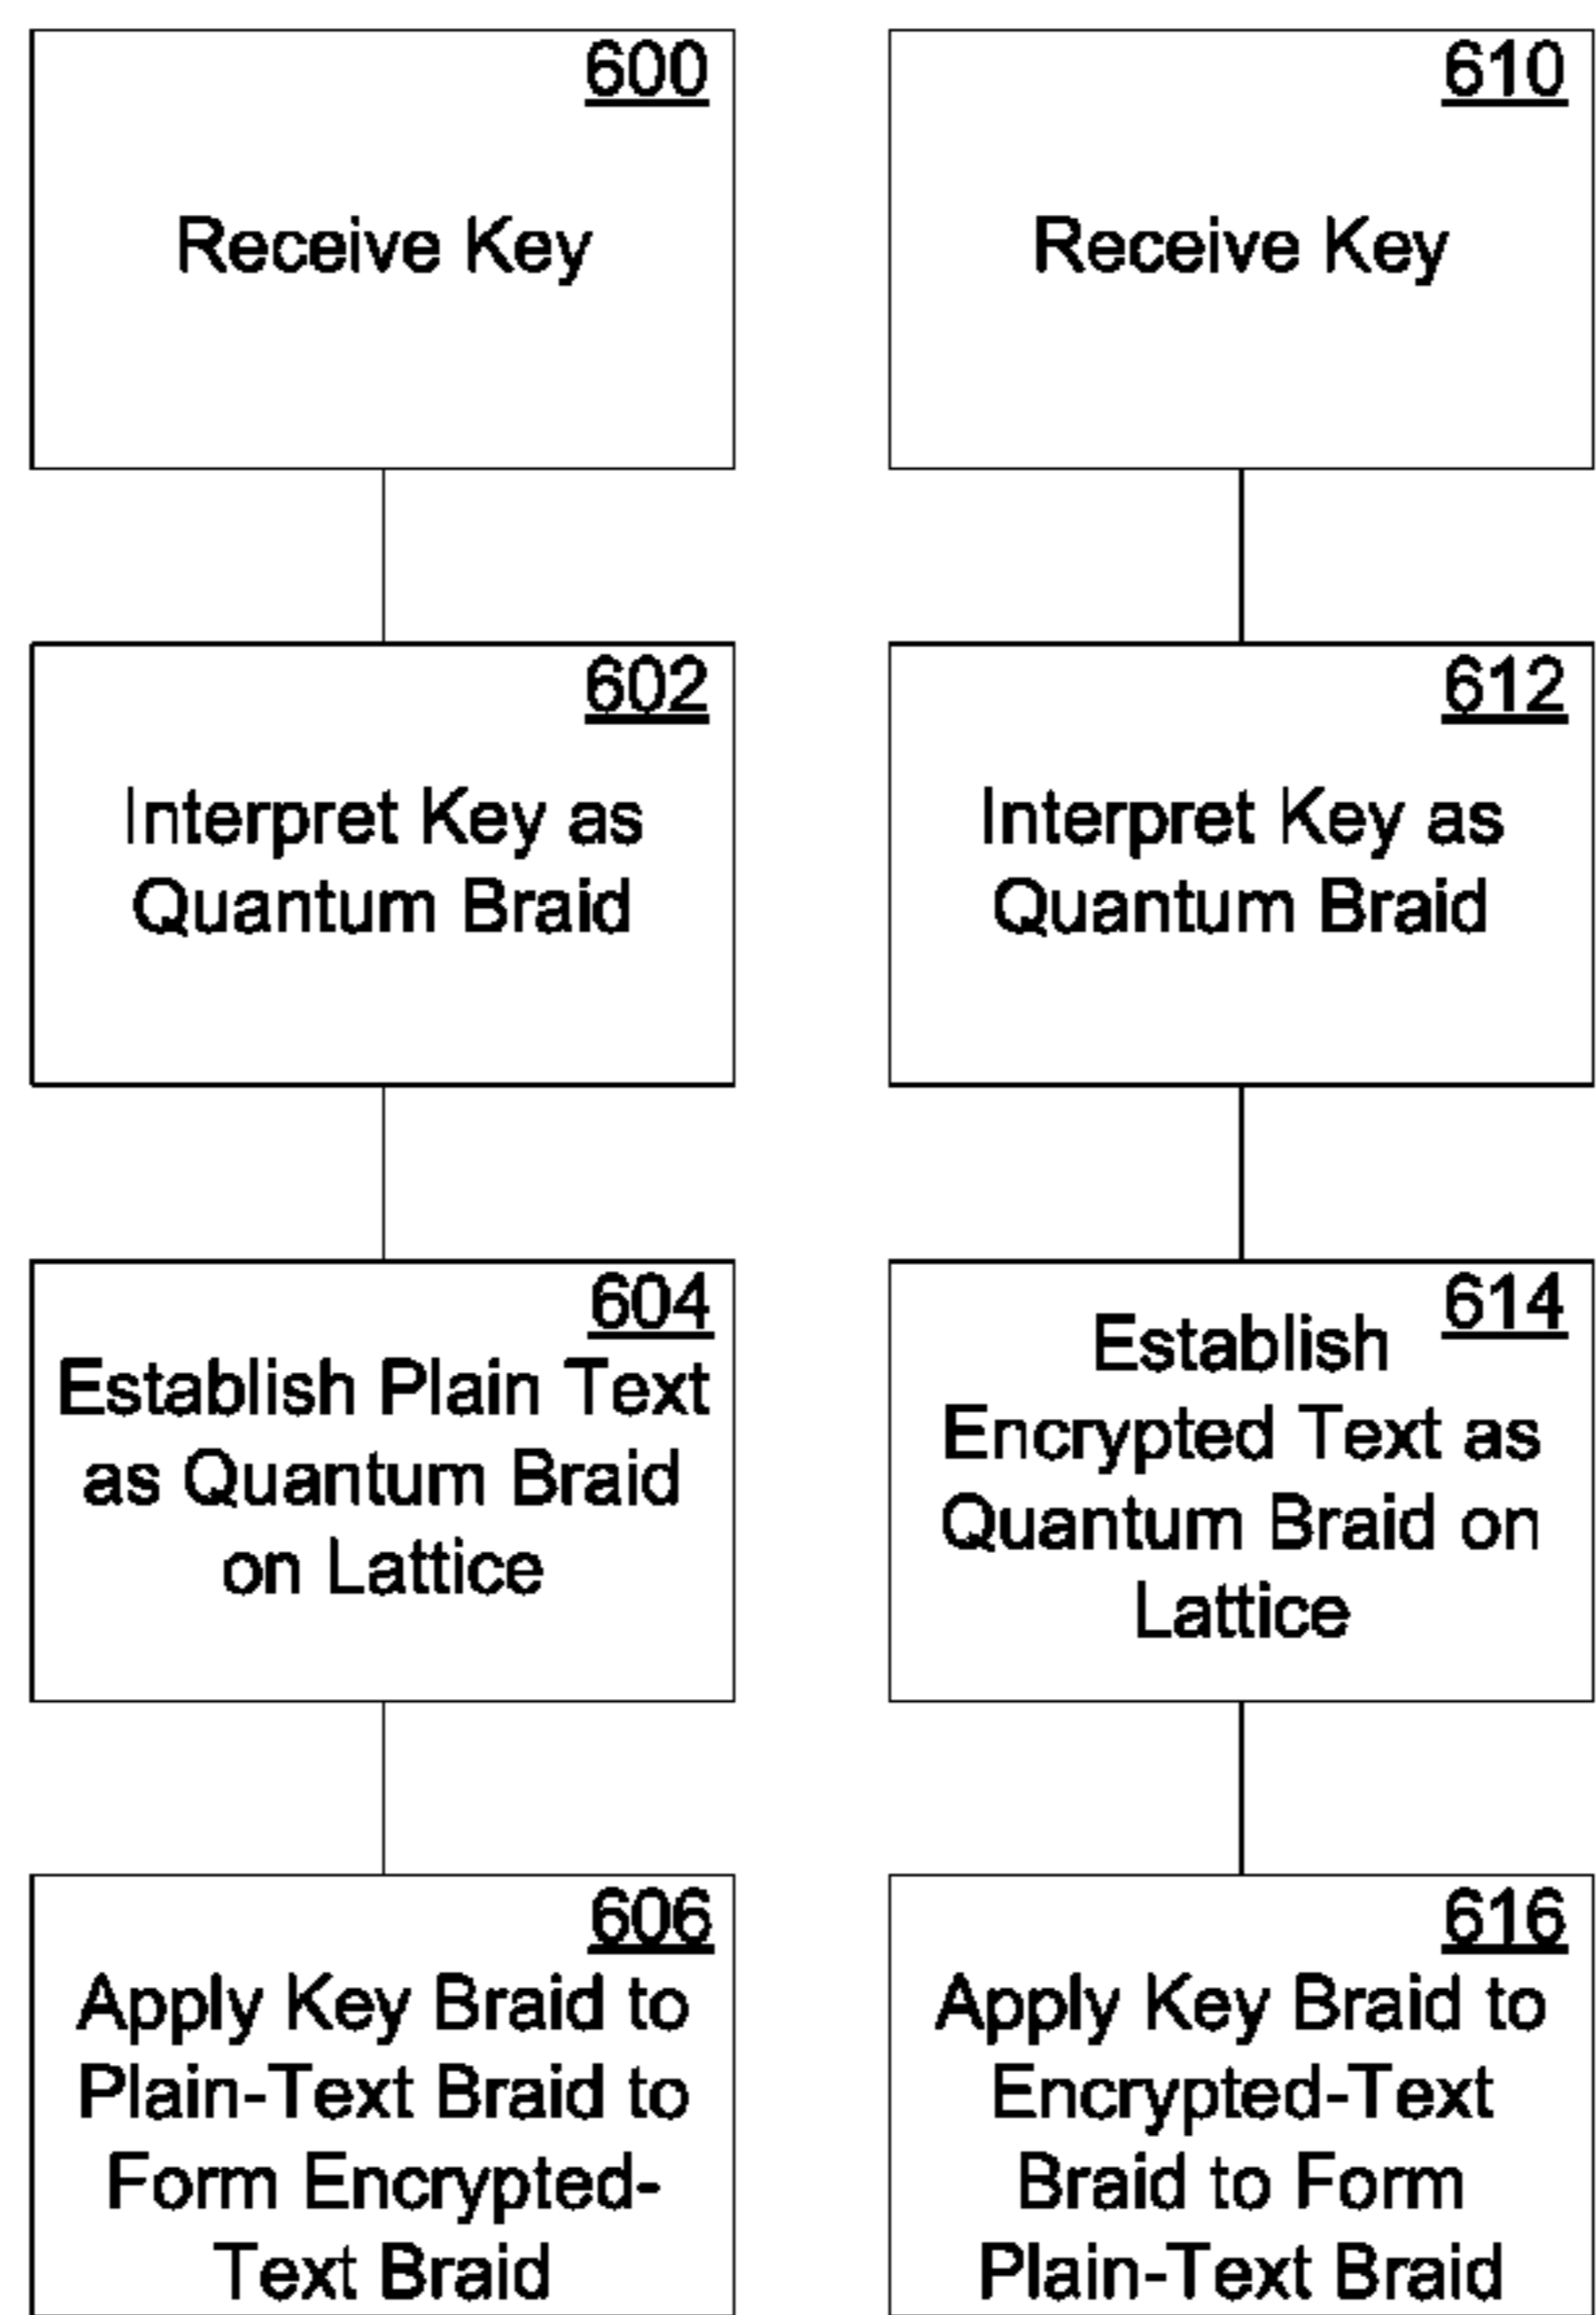 600
Receive Key
602
Interpret Key as
Quantum Braid
604
Establish Plain Text
as Quantum Braid
on Lattice
606
Apply Key Braid to
Plain-Text Braid to
Form Encrypted-
Text Braid
610
Receive Key
612
Interpret Key as
Quantum Braid
614
Establish
Encrypted Text as
Quantum Braid on
Lattice
616
Apply Key Braid to
Encrypted-Text
Braid to Form
Plain-Text Braid